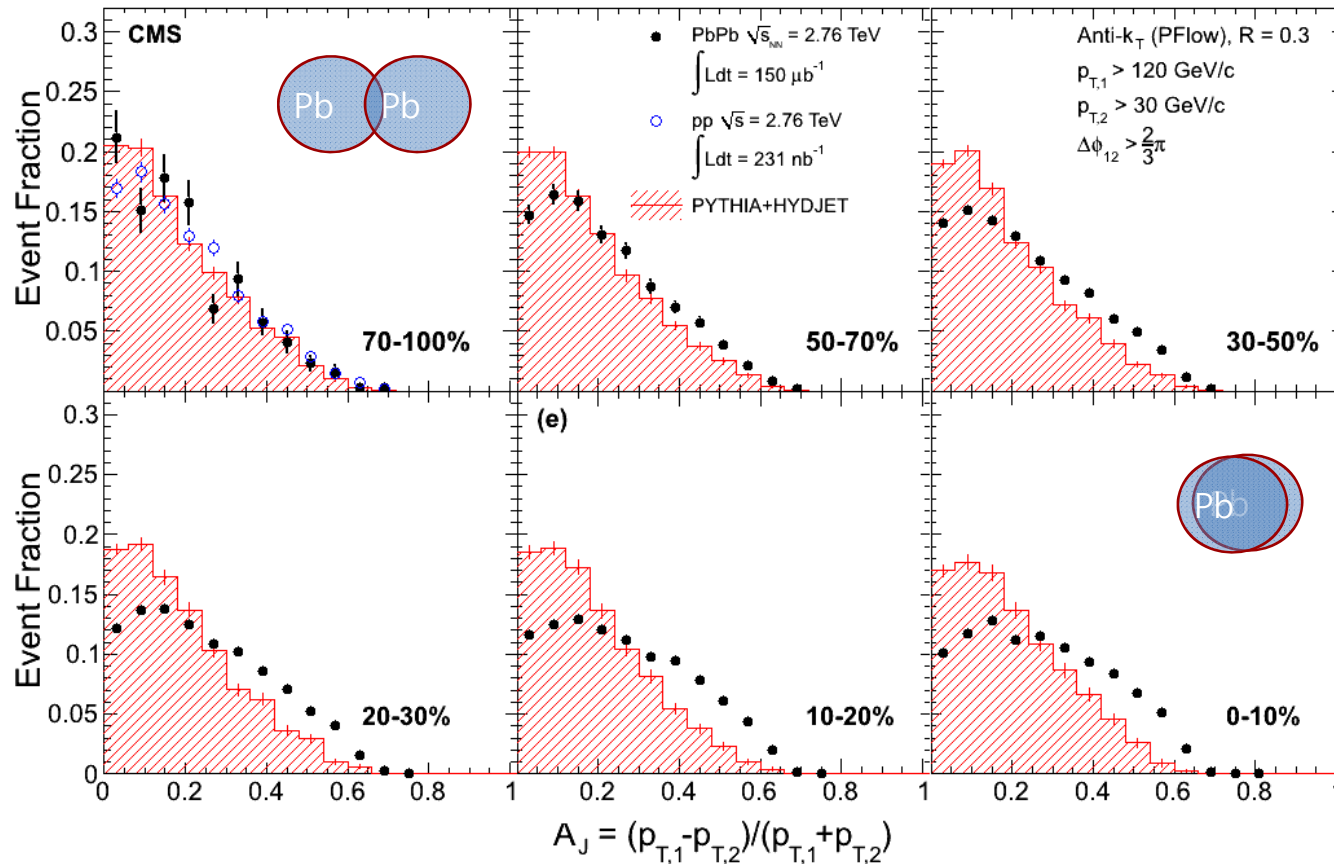 CMS
Pb Pb
0.3
0.25
0.2
0.15
0.1
0.05
Event Fraction
70-100%
PbPb √s_NN = 2.76 TeV
∫Ldt = 150 μb⁻¹
pp √s = 2.76 TeV
∫Ldt = 231 nb⁻¹
PYTHIA+HYDJET
50-70%
Anti-k_T (PFlow), R = 0.3
p_T,1 > 120 GeV/c
p_T,2 > 30 GeV/c
Δϕ_12 > 2/3 π
30-50%
0.3
0.25
0.2
0.15
0.1
0.05
0
Event Fraction
20-30%
(e)
10-20%
Pb Pb
0-10%
0 0.2 0.4 0.6 0.8 1 0.2 0.4 0.6 0.8 1 0.2 0.4 0.6 0.8 1
A_J = (p_T,1-p_T,2)/(p_T,1+p_T,2)